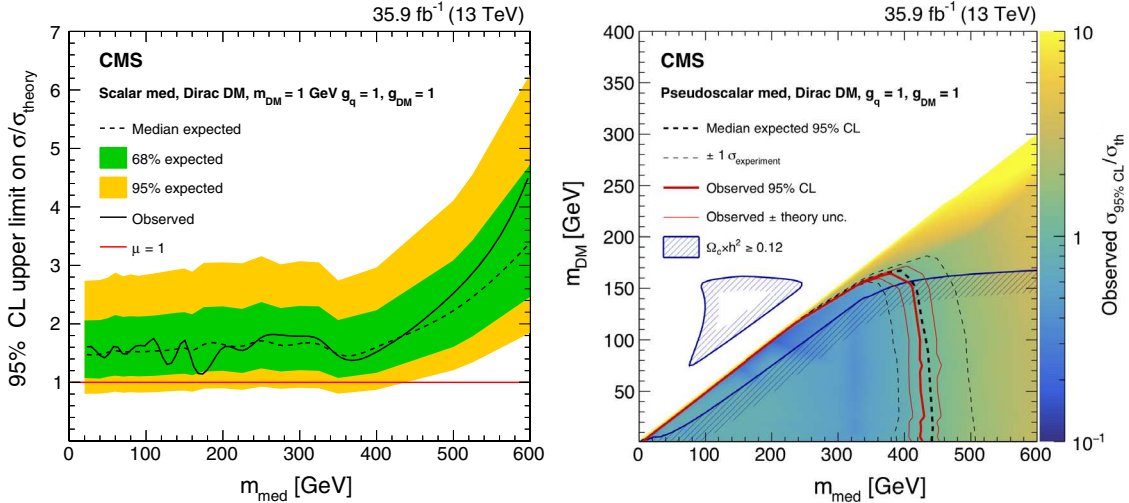 35.9 fb⁻¹ (13 TeV)
CMS
Scalar med, Dirac DM, m_DM = 1 GeV g_q = 1, g_DM = 1
Median expected
68% expected
95% expected
Observed
μ = 1
95% CL upper limit on σ/σ_theory
7
6
5
4
3
2
1
0 100 200 300 400 500 600
m_med [GeV]
35.9 fb⁻¹ (13 TeV)
CMS
Pseudoscalar med, Dirac DM, g_q = 1, g_DM = 1
Median expected 95% CL
± 1 σ_experiment
Observed 95% CL
Observed ± theory unc.
Ω_c×h² ≥ 0.12
m_DM [GeV]
400
350
300
250
200
150
100
50
0 100 200 300 400 500 600
m_med [GeV]
10
1
10⁻¹
Observed σ_95% CL/σ_th